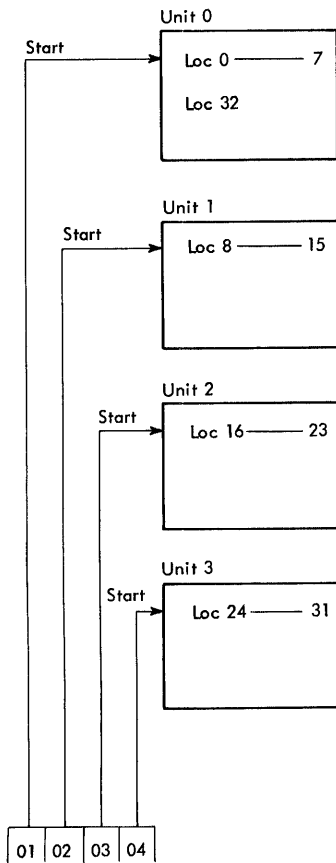 Unit 0
Start
Loc 0 —— 7
Loc 32
Unit 1
Start
Loc 8 —— 15
Unit 2
Start
Loc 16 —— 23
Unit 3
Start
Loc 24 —— 31
01 02 03 04